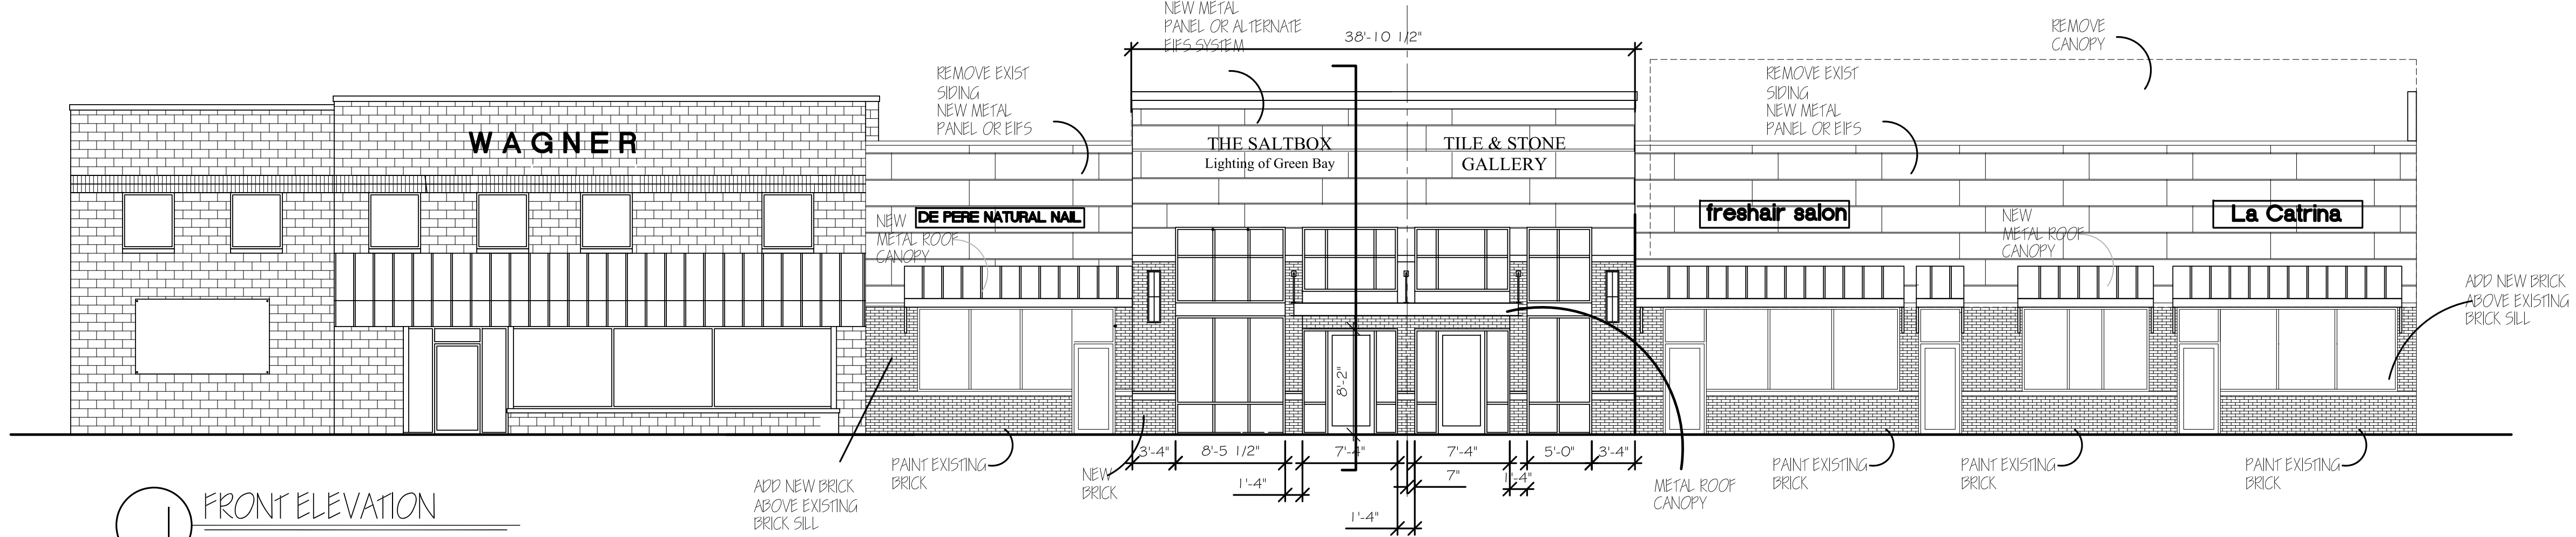 NEW METAL
PANEL OR ALTERNATE
EIFS SYSTEM
38'-10 1/2"
REMOVE
CANOPY
REMOVE EXIST
SIDING
NEW METAL
PANEL OR EIFS
REMOVE EXIST
SIDING
NEW METAL
PANEL OR EIFS
WAGNER
THE SALTBOX
Lighting of Green Bay
TILE & STONE
GALLERY
NEW
METAL ROOF
CANOPY
DE PERE NATURAL NAIL
freshair salon
NEW
METAL ROOF
CANOPY
La Catrina
ADD NEW BRICK
ABOVE EXISTING
BRICK SILL
8'-2"
3'-4"
8'-5 1/2"
7'-4"
7'-4"
5'-0"
3'-4"
1'-4"
7"
1'-4"
1'-4"
PAINT EXISTING
BRICK
NEW
BRICK
METAL ROOF
CANOPY
PAINT EXISTING
BRICK
PAINT EXISTING
BRICK
PAINT EXISTING
BRICK
ADD NEW BRICK
ABOVE EXISTING
BRICK SILL
1
FRONT ELEVATION